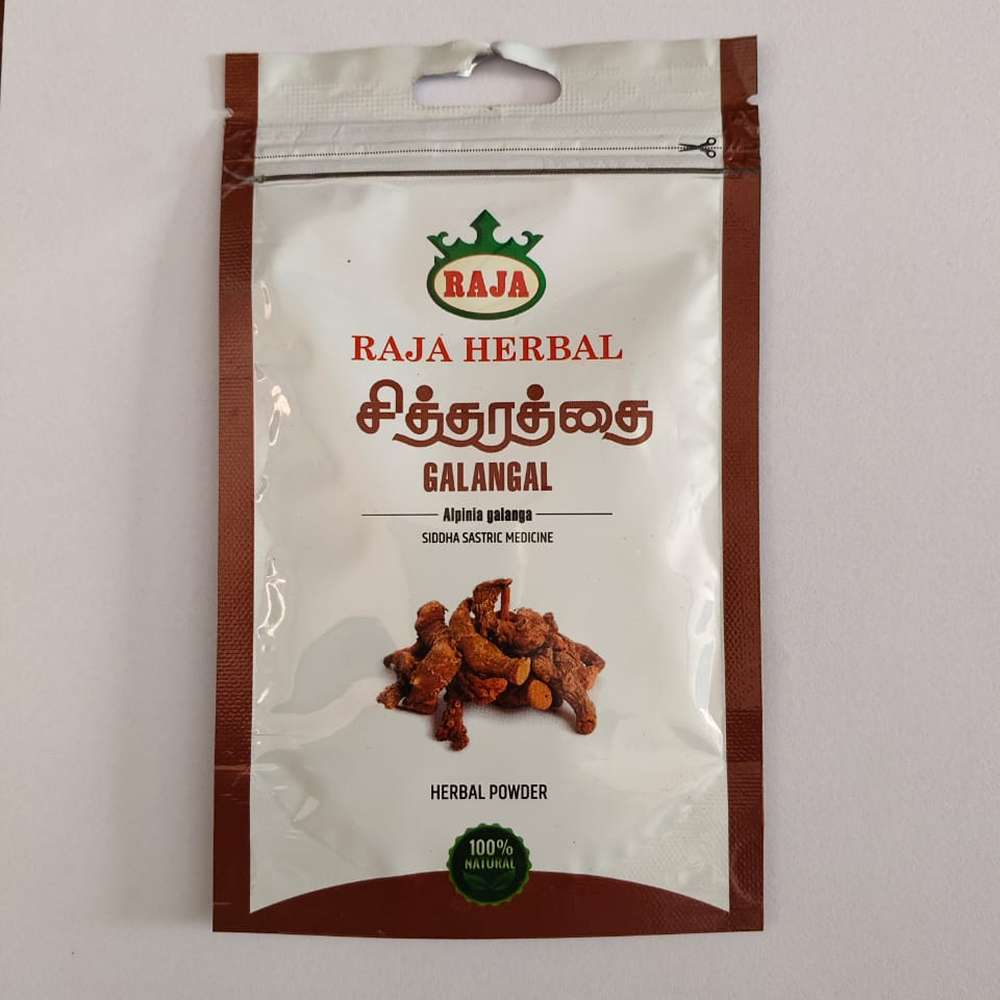 RAJA
RAJA HERBAL
சித்தரத்தை
GALANGAL
Alpinia galanga
SIDDHA SASTRIC MEDICINE
HERBAL POWDER
100%
NATURAL